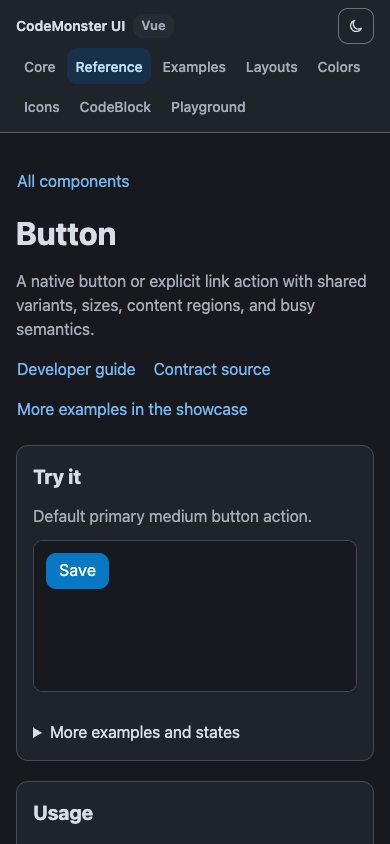 CodeMonster UI Vue
Core Reference Examples Layouts Colors
Icons CodeBlock Playground
All components
Button
A native button or explicit link action with shared
variants, sizes, content regions, and busy
semantics.
Developer guide Contract source
More examples in the showcase
Try it
Default primary medium button action.
Save
More examples and states
Usage